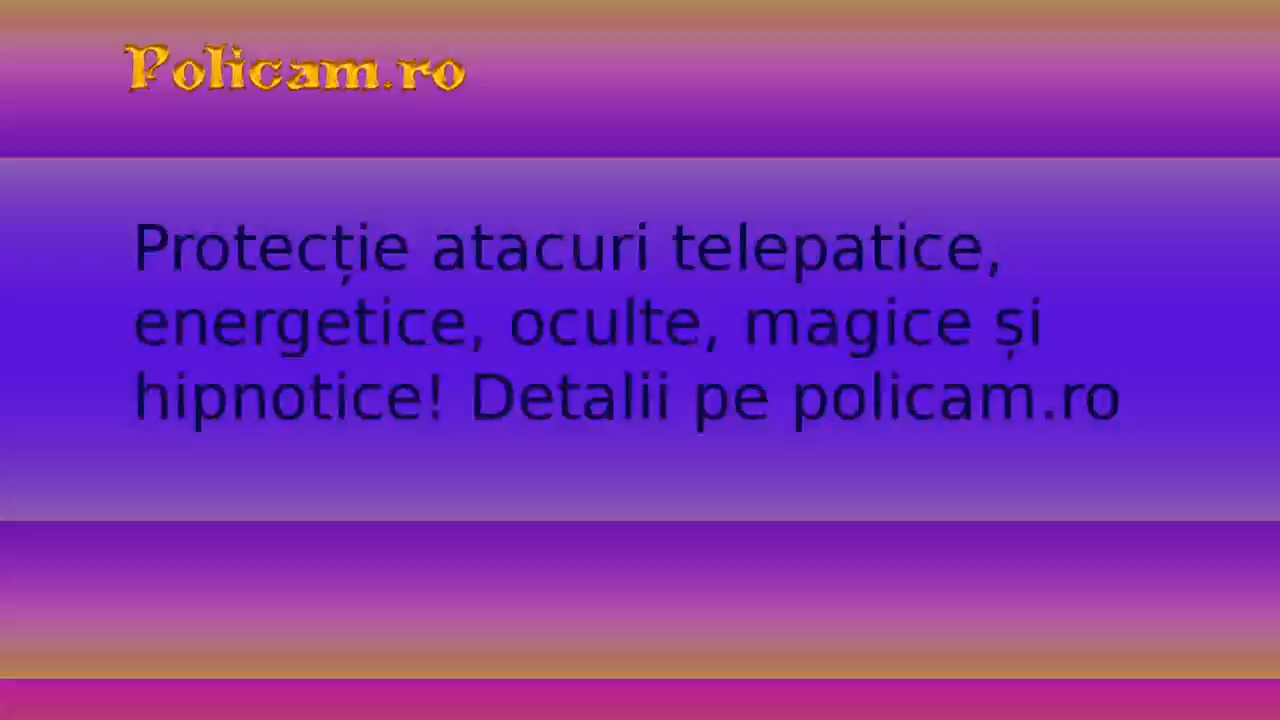 Policam.ro
Protecție atacuri telepatice,
energetice, oculte, magice și
hipnotice! Detalii pe policam.ro